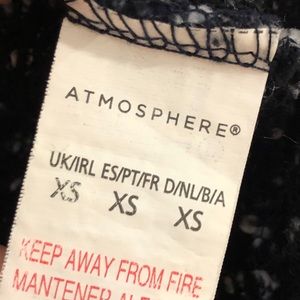 ATMOSPHERE®
UK/IRL ES/PT/FR D/NL/B/A
XS XS XS
KEEP AWAY FROM FIRE
MANTENER